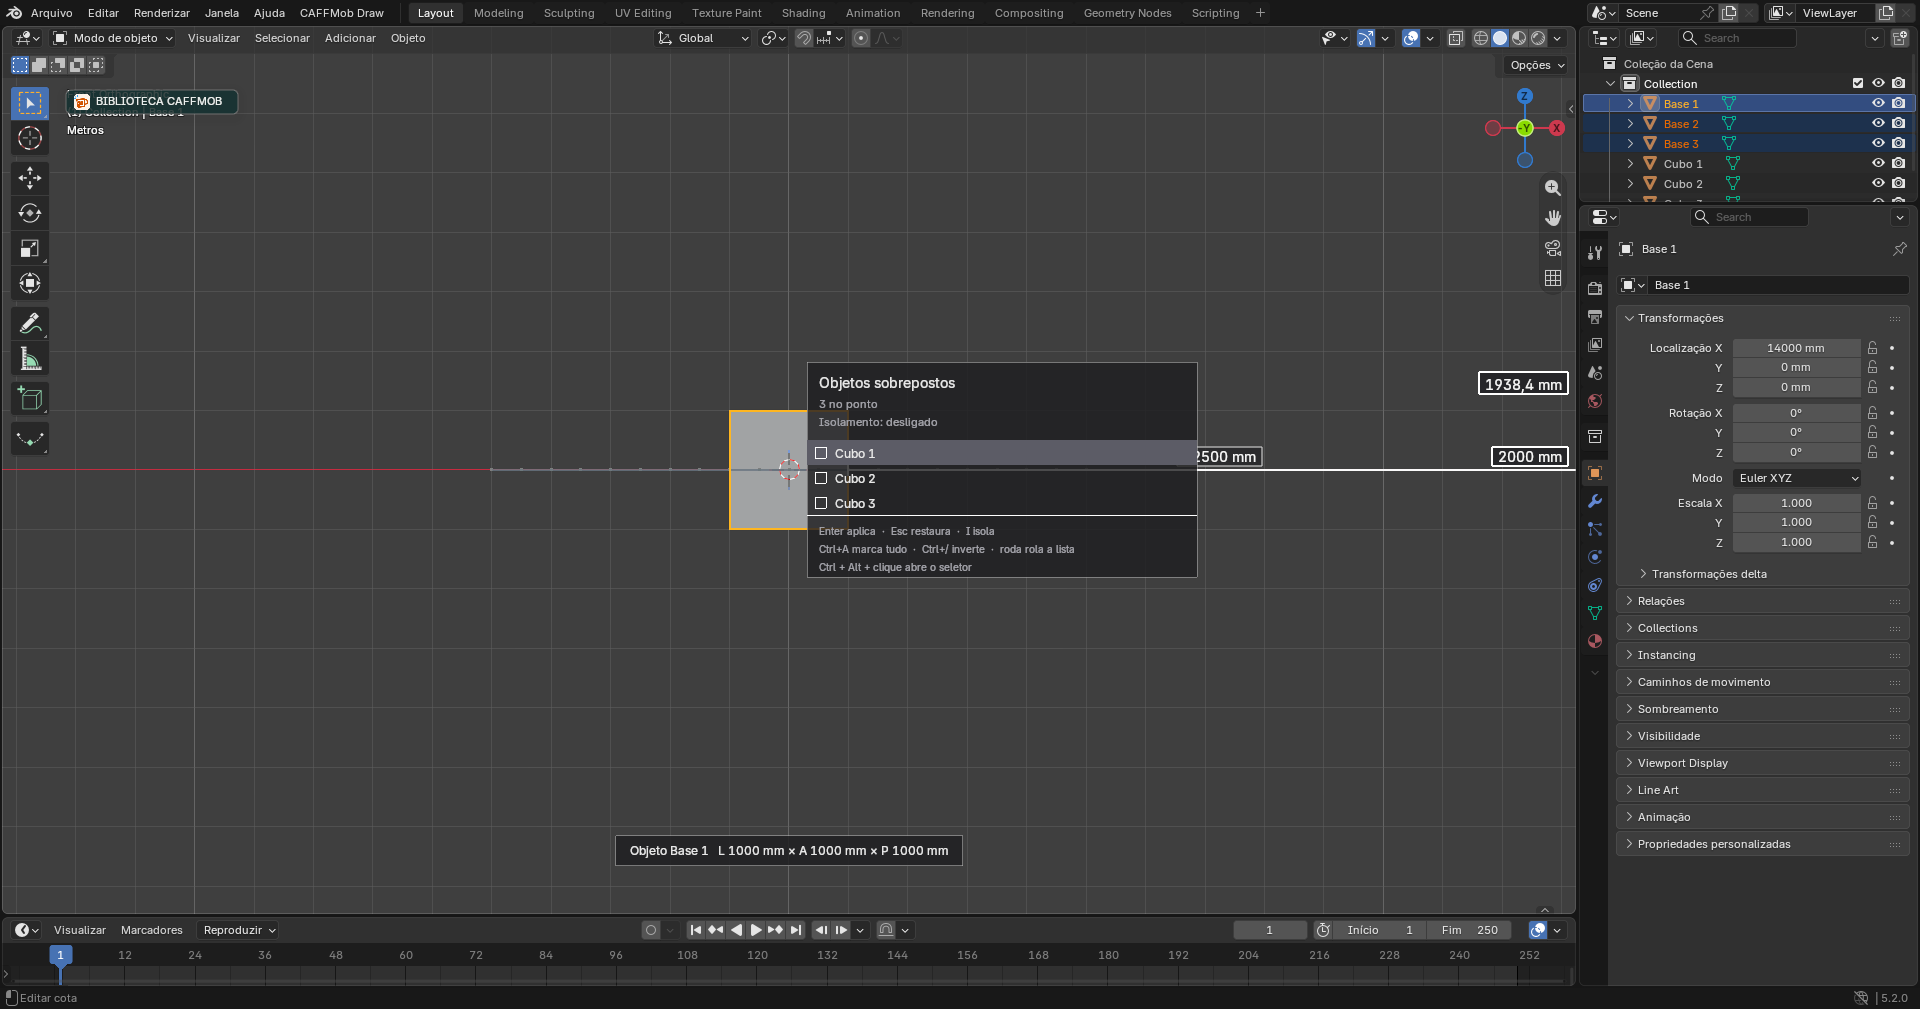 Arquivo Editar Renderizar Janela Ajuda CAFFMob Draw Layout Modeling Sculpting UV Editing Texture Paint Shading Animation Rendering Compositing Geometry Nodes Scripting + Scene ViewLayer
Modo de objeto Visualizar Selecionar Adicionar Objeto Global Search
Opções
Coleção da Cena
Collection
BIBLIOTECA CAFFMOB
Metros
Z
-Y
X
Base 1
Base 2
Base 3
Cubo 1
Cubo 2
Search
Base 1
Base 1
Transformações
Localização X 14000 mm
Y 0 mm
Z 0 mm
Rotação X 0°
Y 0°
Z 0°
Modo Euler XYZ
Escala X 1.000
Y 1.000
Z 1.000
Transformações delta
Relações
Collections
Instancing
Caminhos de movimento
Sombreamento
Visibilidade
Viewport Display
Line Art
Animação
Propriedades personalizadas
Objetos sobrepostos
3 no ponto
Isolamento: desligado
Cubo 1
Cubo 2
Cubo 3
Enter aplica · Esc restaura · I isola
Ctrl+A marca tudo · Ctrl+/ inverte · roda rola a lista
Ctrl + Alt + clique abre o seletor
1938,4 mm
2500 mm
2000 mm
Objeto Base 1 L 1000 mm × A 1000 mm × P 1000 mm
Visualizar Marcadores Reproduzir 1 Início 1 Fim 250
1 12 24 36 48 60 72 84 96 108 120 132 144 156 168 180 192 204 216 228 240 252
Editar cota
5.2.0